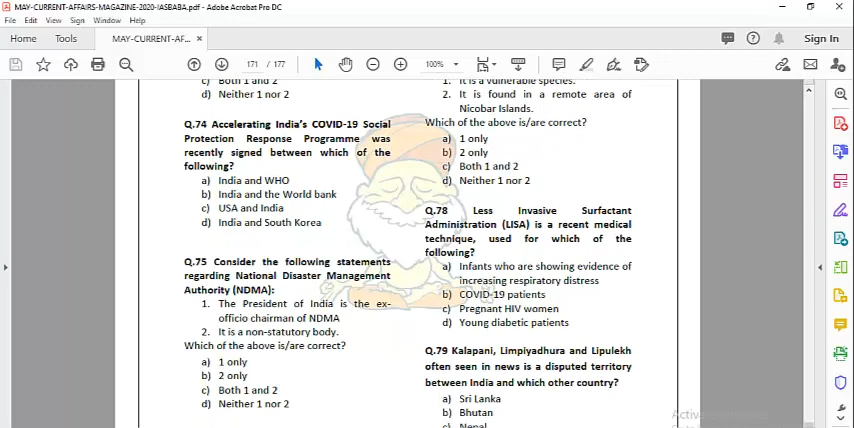 MAY-CURRENT-AFFAIRS-MAGAZINE-2020-IASBABA.pdf - Adobe Acrobat Pro DC
File Edit View Sign Window Help
Home Tools MAY-CURRENT-AF... × Sign In
171 / 177 100%
c) Both 1 and 2
d) Neither 1 nor 2
Q.74 Accelerating India's COVID-19 Social
Protection Response Programme was
recently signed between which of the
following?
a) India and WHO
b) India and the World bank
c) USA and India
d) India and South Korea
Q.75 Consider the following statements
regarding National Disaster Management
Authority (NDMA):
1. The President of India is the ex-
officio chairman of NDMA
2. It is a non-statutory body.
Which of the above is/are correct?
a) 1 only
b) 2 only
c) Both 1 and 2
d) Neither 1 nor 2
1. It is a vulnerable species.
2. It is found in a remote area of
Nicobar Islands.
Which of the above is/are correct?
a) 1 only
b) 2 only
c) Both 1 and 2
d) Neither 1 nor 2
Q.78 Less Invasive Surfactant
Administration (LISA) is a recent medical
technique, used for which of the
following?
a) Infants who are showing evidence of
increasing respiratory distress
b) COVID-19 patients
c) Pregnant HIV women
d) Young diabetic patients
Q.79 Kalapani, Limpiyadhura and Lipulekh
often seen in news is a disputed territory
between India and which other country?
a) Sri Lanka
b) Bhutan
c) Nepal